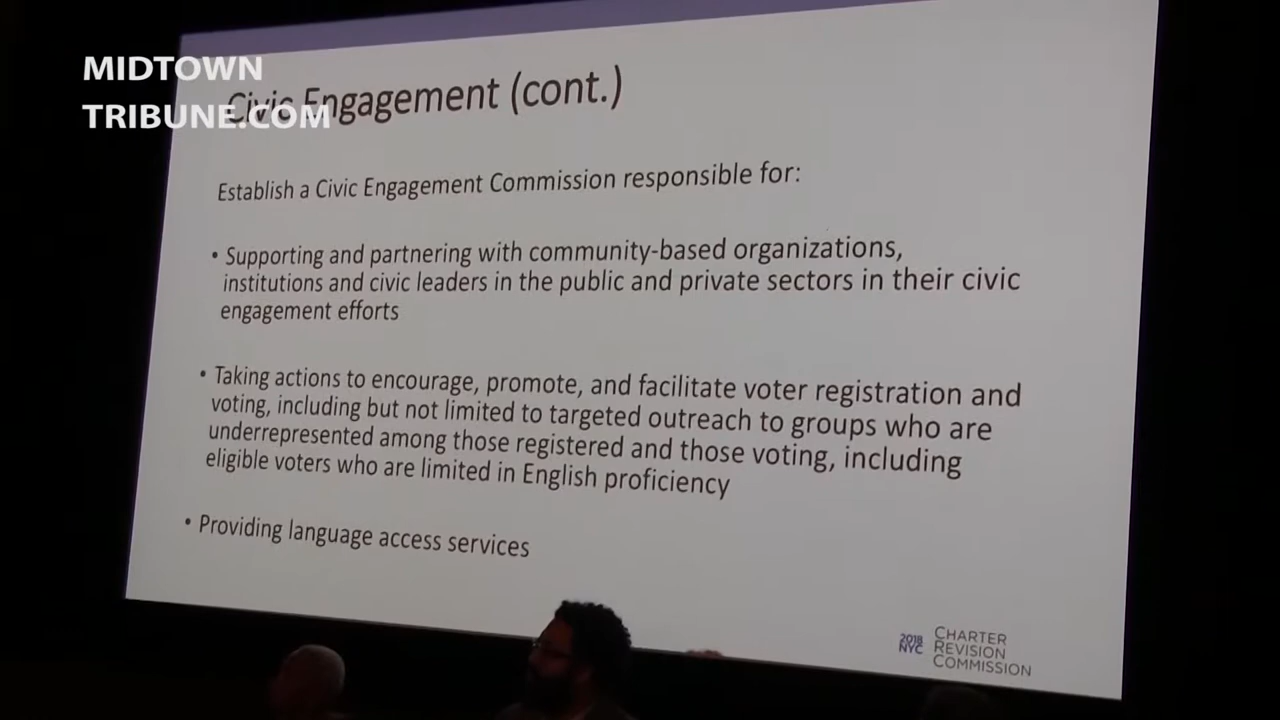 MIDTOWN
TRIBUNE.COM
Civic Engagement (cont.)
Establish a Civic Engagement Commission responsible for:
• Supporting and partnering with community-based organizations,
institutions and civic leaders in the public and private sectors in their civic
engagement efforts
• Taking actions to encourage, promote, and facilitate voter registration and
voting, including but not limited to targeted outreach to groups who are
underrepresented among those registered and those voting, including
eligible voters who are limited in English proficiency
• Providing language access services
2018
NYC
CHARTER
REVISION
COMMISSION